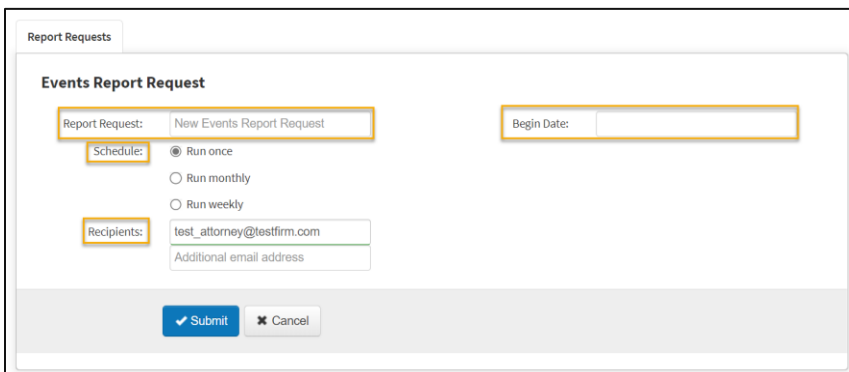 Report Requests
Events Report Request
Report Request: New Events Report Request Begin Date:
Schedule: Run once
Run monthly
Run weekly
Recipients: test_attorney@testfirm.com
Additional email address
Submit Cancel